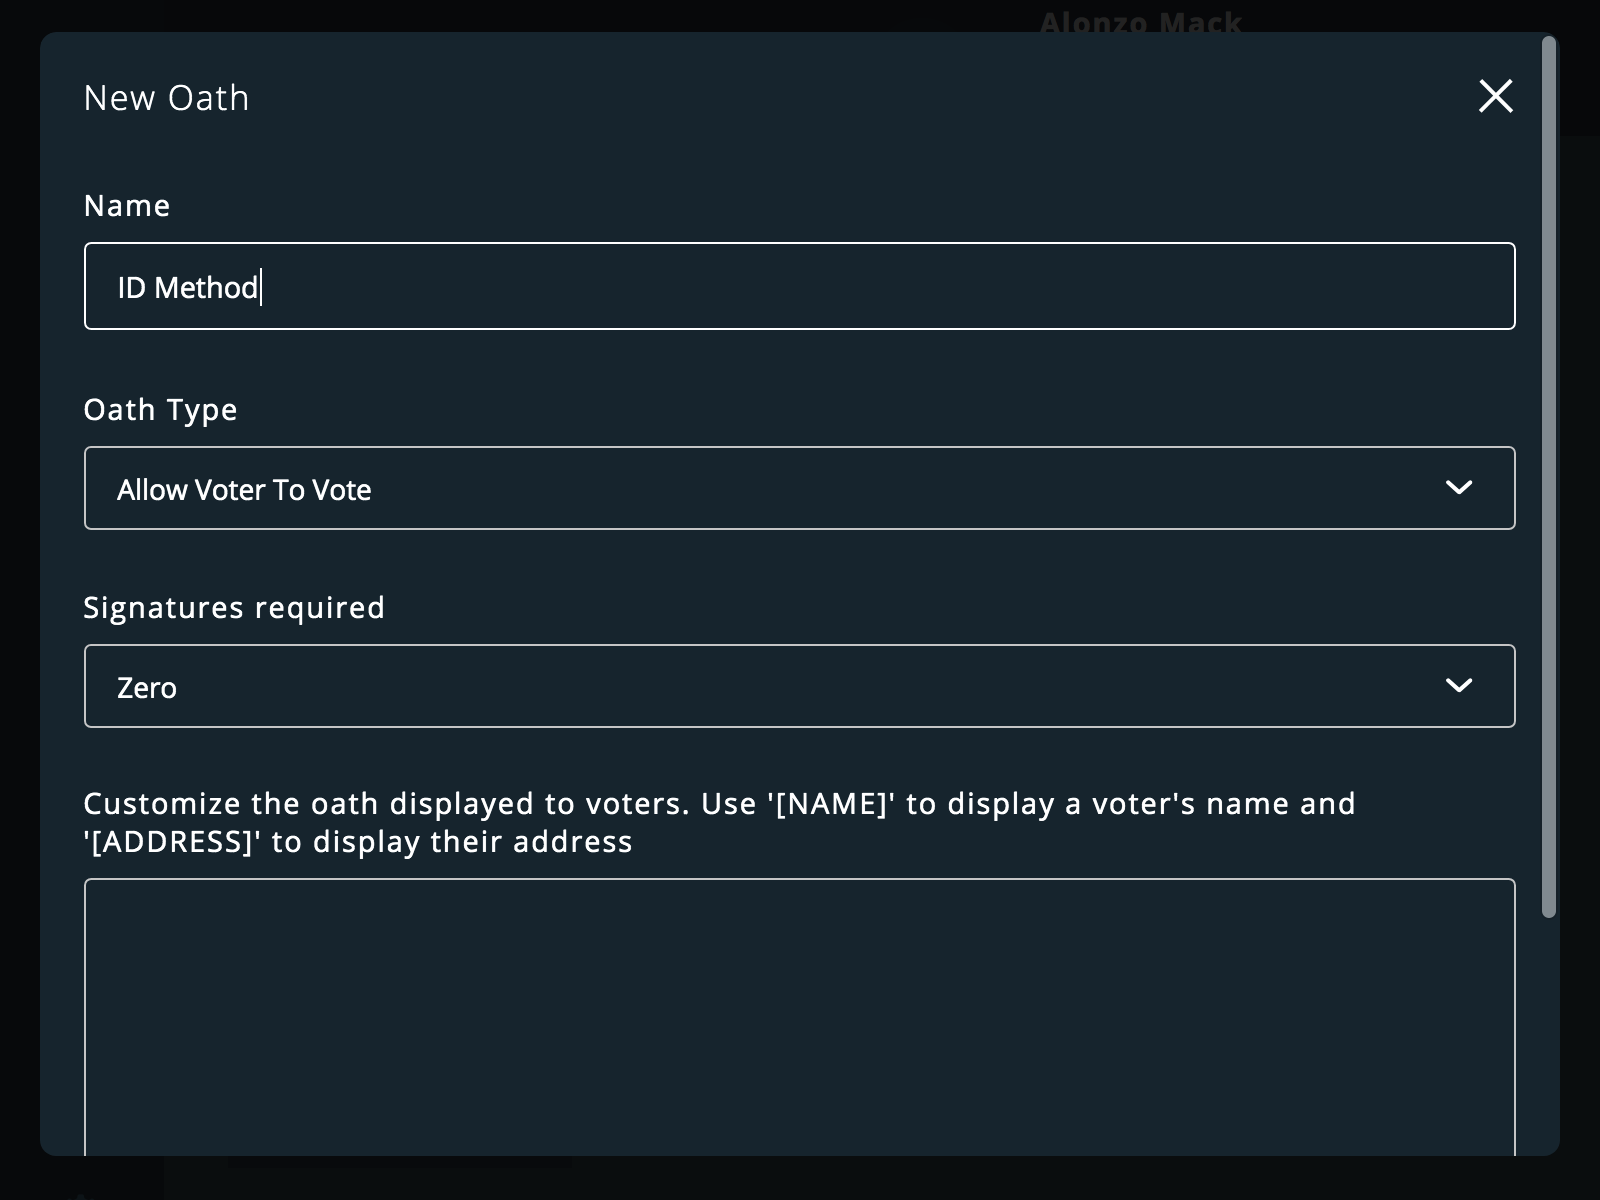 Alonzo Mack
New Oath
Name
ID Method
Oath Type
Allow Voter To Vote
Signatures required
Zero
Customize the oath displayed to voters. Use '[NAME]' to display a voter's name and
'[ADDRESS]' to display their address